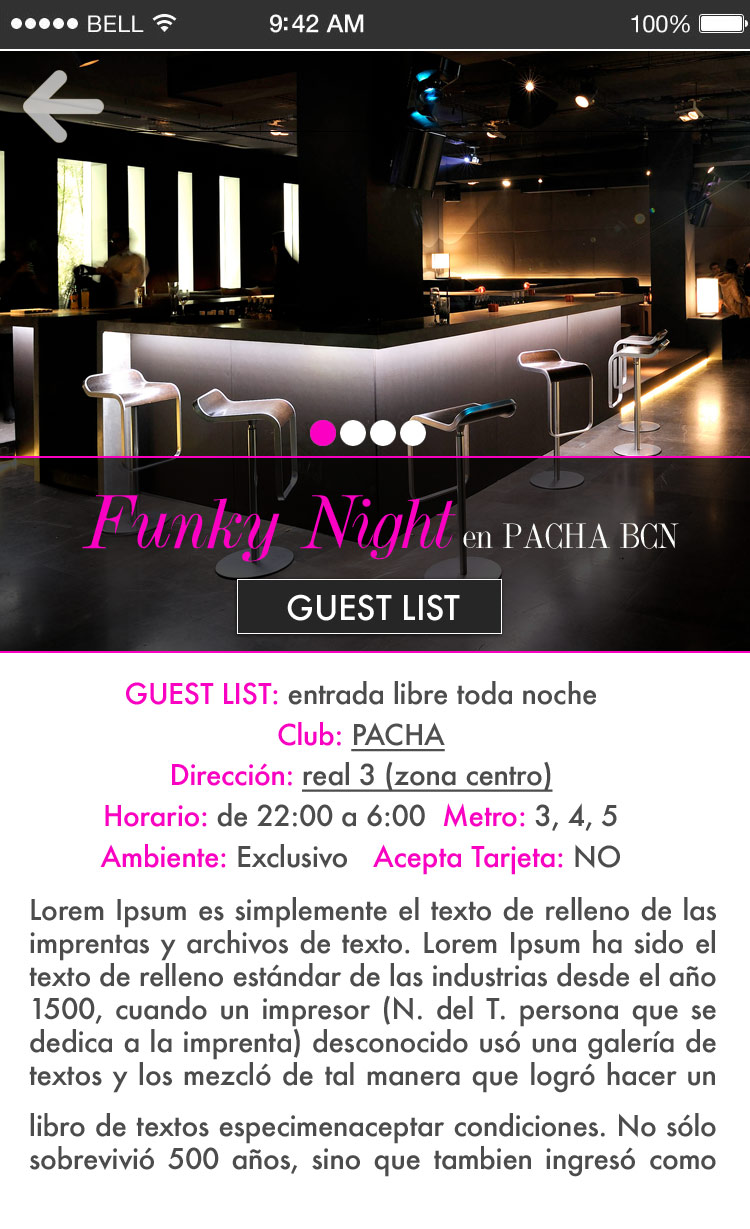 BELL 9:42 AM 100%
Funky Night en PACHA BCN
GUEST LIST
GUEST LIST: entrada libre toda noche
Club: PACHA
Dirección: real 3 (zona centro)
Horario: de 22:00 a 6:00 Metro: 3, 4, 5
Ambiente: Exclusivo Acepta Tarjeta: NO
Lorem Ipsum es simplemente el texto de relleno de las
imprentas y archivos de texto. Lorem Ipsum ha sido el
texto de relleno estándar de las industrias desde el año
1500, cuando un impresor (N. del T. persona que se
dedica a la imprenta) desconocido usó una galería de
textos y los mezcló de tal manera que logró hacer un
libro de textos especimenaceptar condiciones. No sólo
sobrevivió 500 años, sino que tambien ingresó como